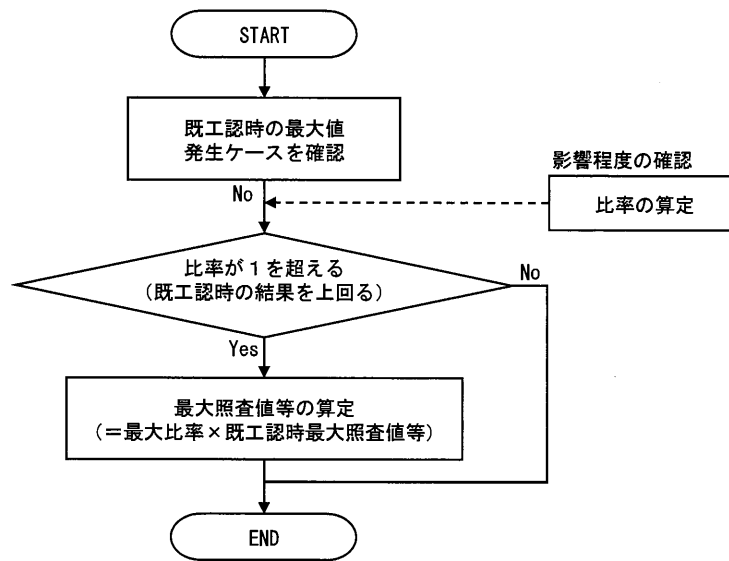 START
既工認時の最大値
発生ケースを確認
影響程度の確認
比率の算定
No
比率が1を超える
(既工認時の結果を上回る)
No
Yes
最大照査値等の算定
(=最大比率×既工認時最大照査値等)
END